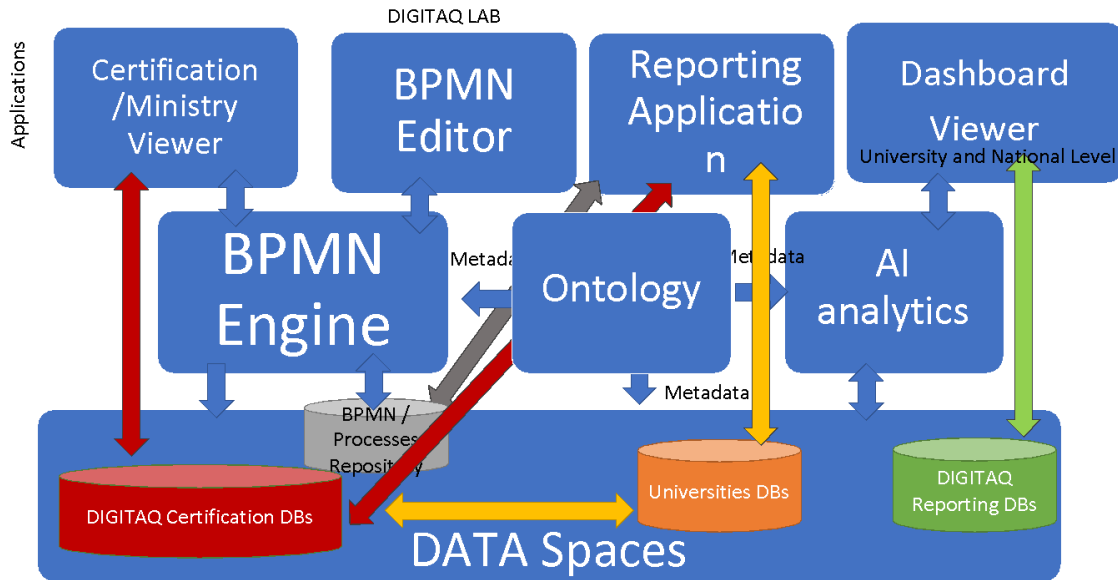 DIGITAQ LAB
Applications
Certification
/Ministry
Viewer
BPMN
Editor
Reporting
Applicatio
n
Dashboard
Viewer
University and National Level
BPMN
Engine
Metada
Ontology
Metadata
AI
analytics
Metadata
BPMN /
Processes
Repository
DIGITAQ Certification DBs
Universities DBs
DIGITAQ
Reporting DBs
DATA Spaces